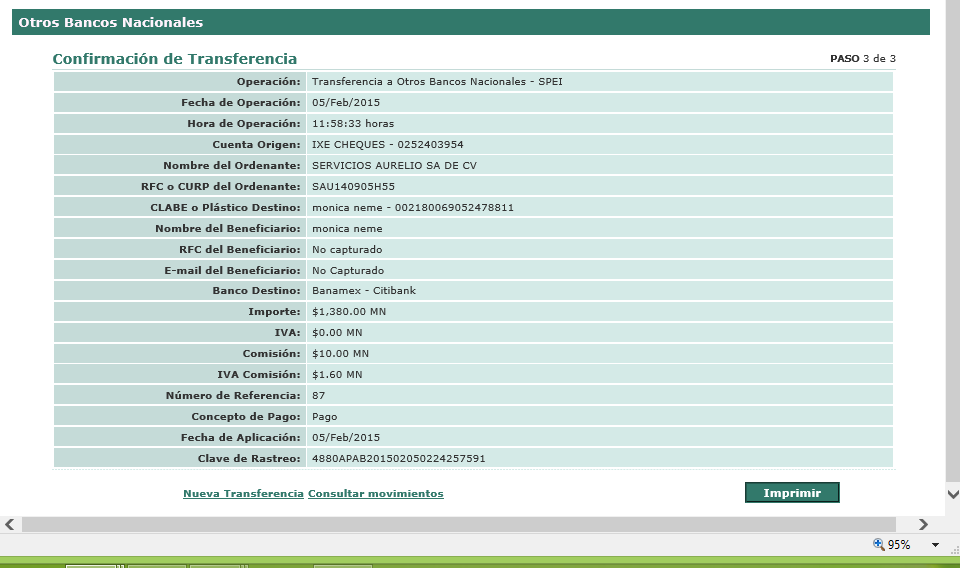 Otros Bancos Nacionales
Confirmación de Transferencia PASO 3 de 3
Operación: Transferencia a Otros Bancos Nacionales - SPEI
Fecha de Operación: 05/Feb/2015
Hora de Operación: 11:58:33 horas
Cuenta Origen: IXE CHEQUES - 0252403954
Nombre del Ordenante: SERVICIOS AURELIO SA DE CV
RFC o CURP del Ordenante: SAU140905H55
CLABE o Plástico Destino: monica neme - 002180069052478811
Nombre del Beneficiario: monica neme
RFC del Beneficiario: No capturado
E-mail del Beneficiario: No Capturado
Banco Destino: Banamex - Citibank
Importe: $1,380.00 MN
IVA: $0.00 MN
Comisión: $10.00 MN
IVA Comisión: $1.60 MN
Número de Referencia: 87
Concepto de Pago: Pago
Fecha de Aplicación: 05/Feb/2015
Clave de Rastreo: 4880APAB201502050224257591
Nueva Transferencia Consultar movimientos Imprimir
95%